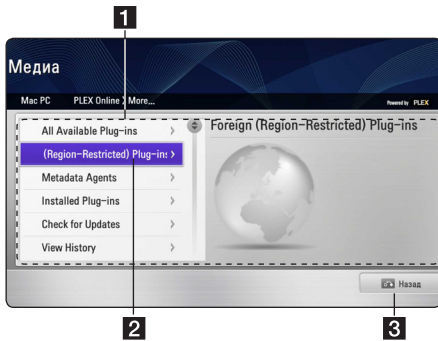 1
Медиа
Mac PC PLEX Online > More...
Powered by PLEX
All Available Plug-ins >
Foreign (Region-Restricted) Plug-ins
(Region-Restricted) Plug-ins >
Metadata Agents >
Installed Plug-ins >
Check for Updates >
View History >
Назад
2
3